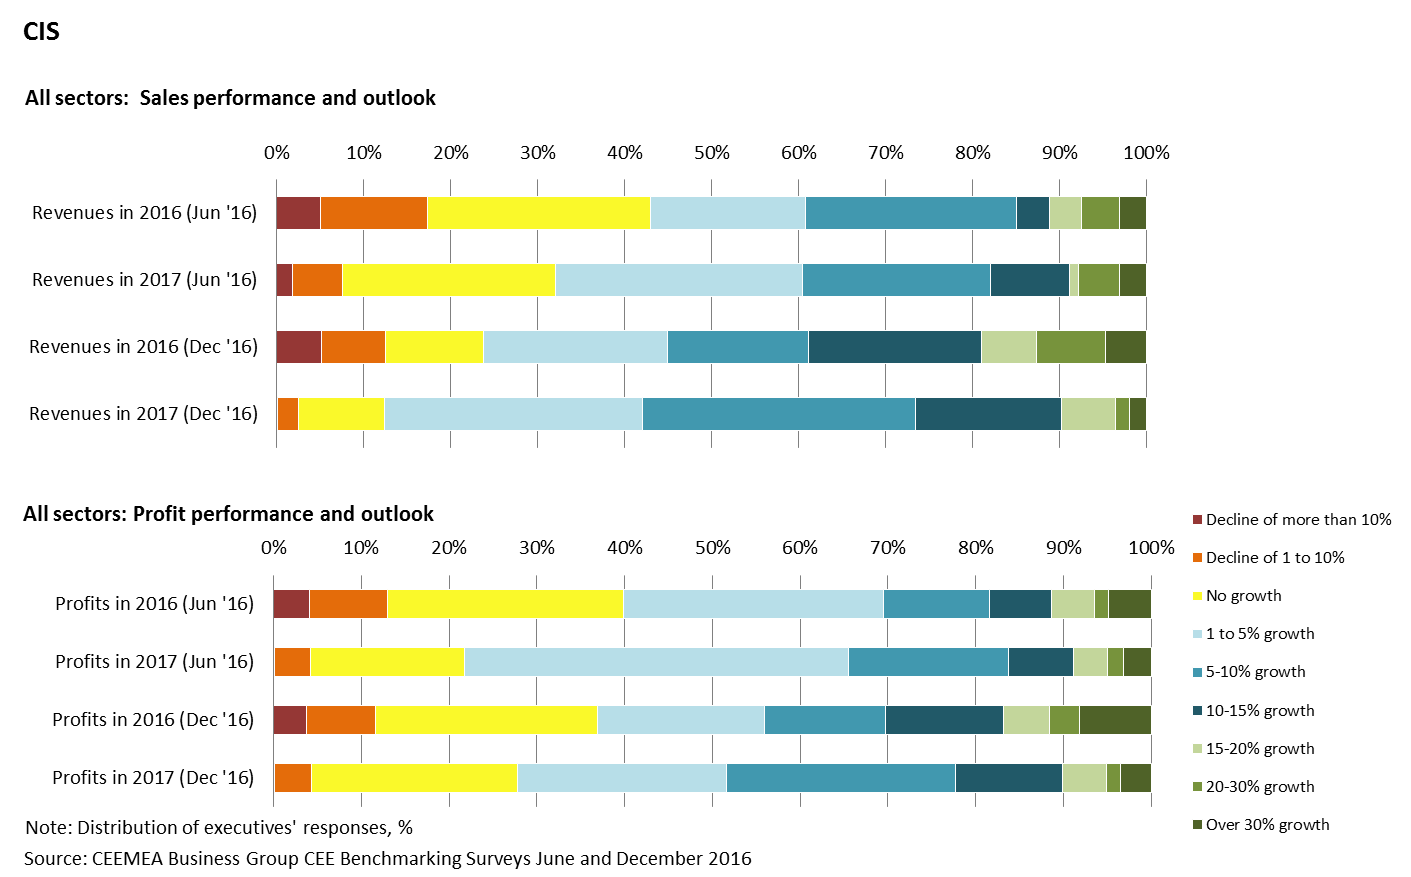 CIS
All sectors:  Sales performance and outlook
0% 10% 20% 30% 40% 50% 60% 70% 80% 90% 100%
Revenues in 2016 (Jun '16)
Revenues in 2017 (Jun '16)
Revenues in 2016 (Dec '16)
Revenues in 2017 (Dec '16)
All sectors: Profit performance and outlook
0% 10% 20% 30% 40% 50% 60% 70% 80% 90% 100%
Profits in 2016 (Jun '16)
Profits in 2017 (Jun '16)
Profits in 2016 (Dec '16)
Profits in 2017 (Dec '16)
Decline of more than 10%
Decline of 1 to 10%
No growth
1 to 5% growth
5-10% growth
10-15% growth
15-20% growth
20-30% growth
Over 30% growth
Note: Distribution of executives' responses, %
Source: CEEMEA Business Group CEE Benchmarking Surveys June and December 2016